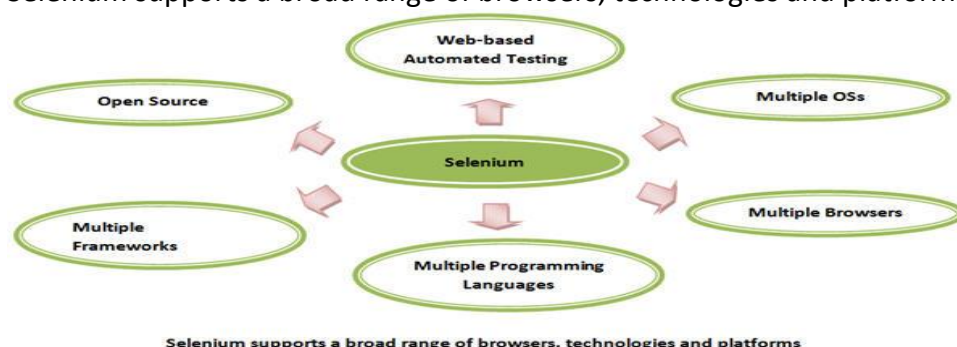 Selenium supports a broad range of browsers, technologies and platform
Web-based
Automated Testing
Open Source
Multiple OSs
Selenium
Multiple
Frameworks
Multiple Browsers
Multiple Programming
Languages
Selenium supports a broad range of browsers, technologies and platforms